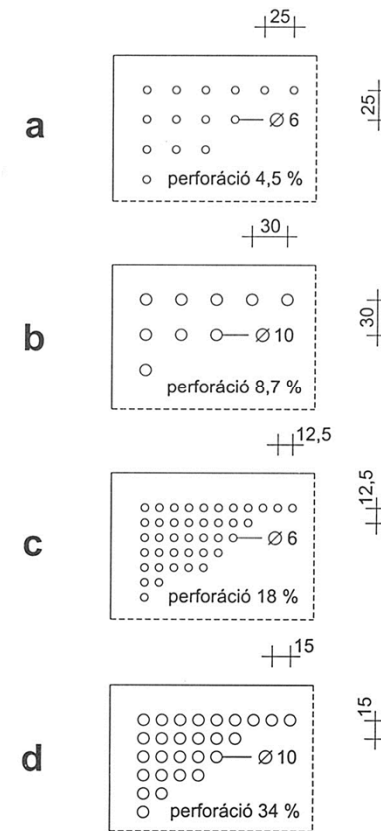 25
a
25
Ø 6
perforáció 4,5 %
30
b
30
Ø 10
perforáció 8,7 %
12,5
c
12,5
Ø 6
perforáció 18 %
15
d
15
Ø 10
perforáció 34 %